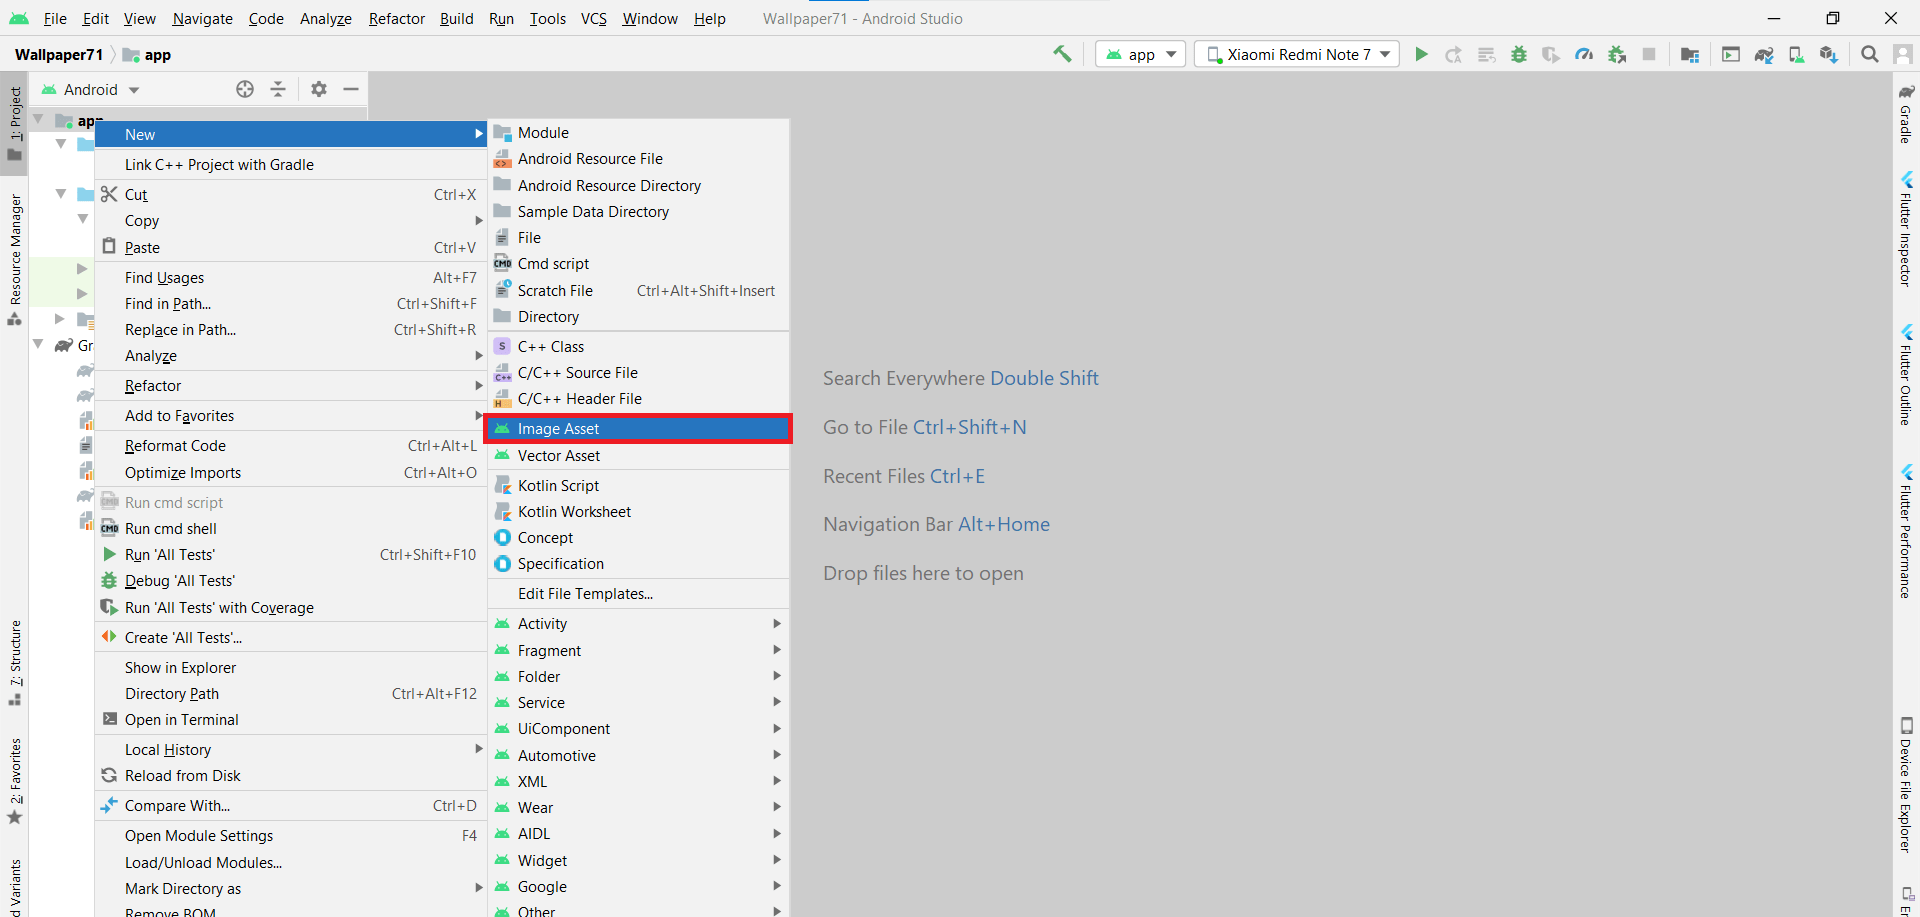 File Edit View Navigate Code Analyze Refactor Build Run Tools VCS Window Help Wallpaper71 - Android Studio
Wallpaper71 app
app Xiaomi Redmi Note 7
1: Project
Resource Manager
7: Structure
2: Favorites
d Variants
Android
app
Gr
New
Link C++ Project with Gradle
Cut Ctrl+X
Copy
Paste Ctrl+V
Find Usages Alt+F7
Find in Path... Ctrl+Shift+F
Replace in Path... Ctrl+Shift+R
Analyze
Refactor
Add to Favorites
Reformat Code Ctrl+Alt+L
Optimize Imports Ctrl+Alt+O
CMD Run cmd script
CMD Run cmd shell
Run 'All Tests' Ctrl+Shift+F10
Debug 'All Tests'
Run 'All Tests' with Coverage
Create 'All Tests'...
Show in Explorer
Directory Path Ctrl+Alt+F12
Open in Terminal
Local History
Reload from Disk
Compare With... Ctrl+D
Open Module Settings F4
Load/Unload Modules...
Mark Directory as
Remove BOM
Module
Android Resource File
Android Resource Directory
Sample Data Directory
File
CMD Cmd script
Scratch File Ctrl+Alt+Shift+Insert
Directory
S C++ Class
C++ C/C++ Source File
H C/C++ Header File
Image Asset
Vector Asset
Kotlin Script
Kotlin Worksheet
Concept
Specification
Edit File Templates...
Activity
Fragment
Folder
Service
UiComponent
Automotive
XML
Wear
AIDL
Widget
Google
Other
Search Everywhere Double Shift
Go to File Ctrl+Shift+N
Recent Files Ctrl+E
Navigation Bar Alt+Home
Drop files here to open
Gradle
Flutter Inspector
Flutter Outline
Flutter Performance
Device File Explorer